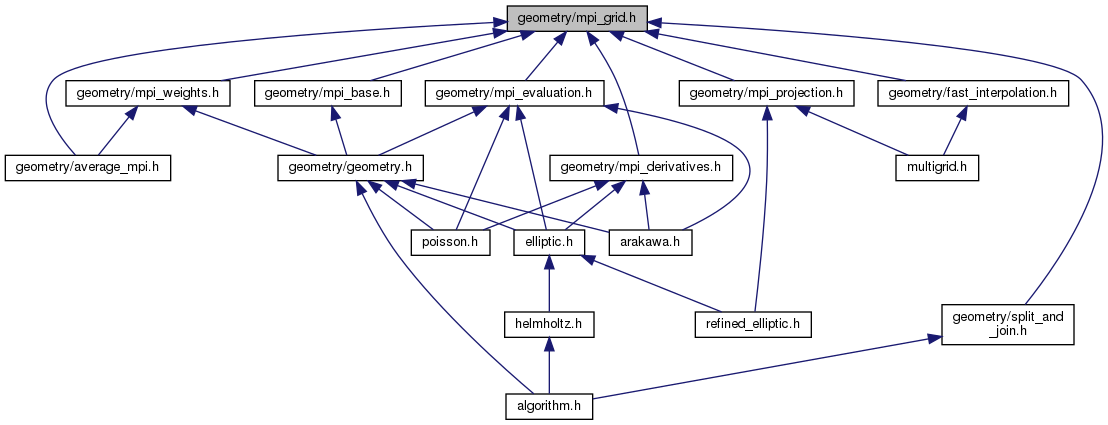 geometry/mpi_grid.h
geometry/mpi_weights.h
geometry/mpi_base.h
geometry/mpi_evaluation.h
geometry/mpi_projection.h
geometry/fast_interpolation.h
geometry/average_mpi.h
geometry/geometry.h
geometry/mpi_derivatives.h
multigrid.h
poisson.h
elliptic.h
arakawa.h
helmholtz.h
refined_elliptic.h
geometry/split_and
_join.h
algorithm.h